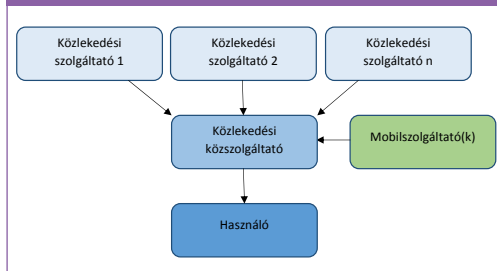 Közlekedési
szolgáltató 1
Közlekedési
szolgáltató 2
Közlekedési
szolgáltató n
Közlekedési
közszolgáltató
Mobilszolgáltató(k)
Használó